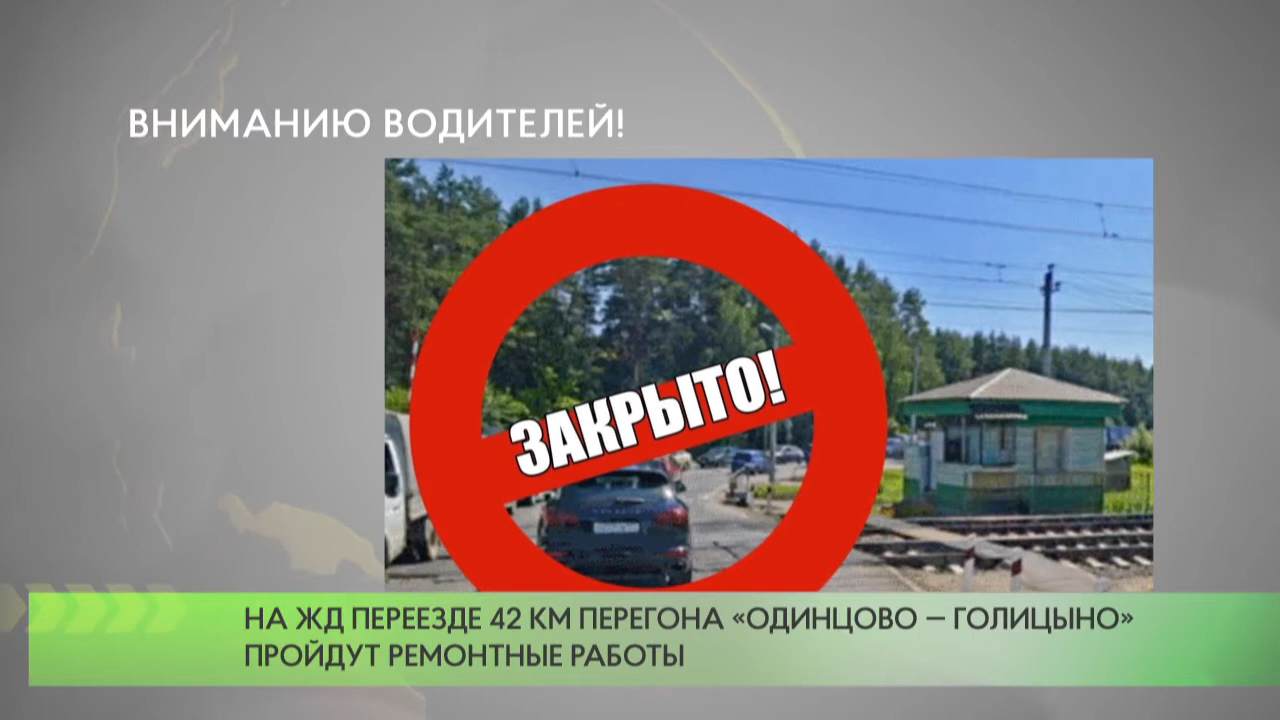 ВНИМАНИЮ ВОДИТЕЛЕЙ!
ЗАКРЫТО!
НА ЖД ПЕРЕЕЗДЕ 42 КМ ПЕРЕГОНА «ОДИНЦОВО – ГОЛИЦЫНО»
ПРОЙДУТ РЕМОНТНЫЕ РАБОТЫ